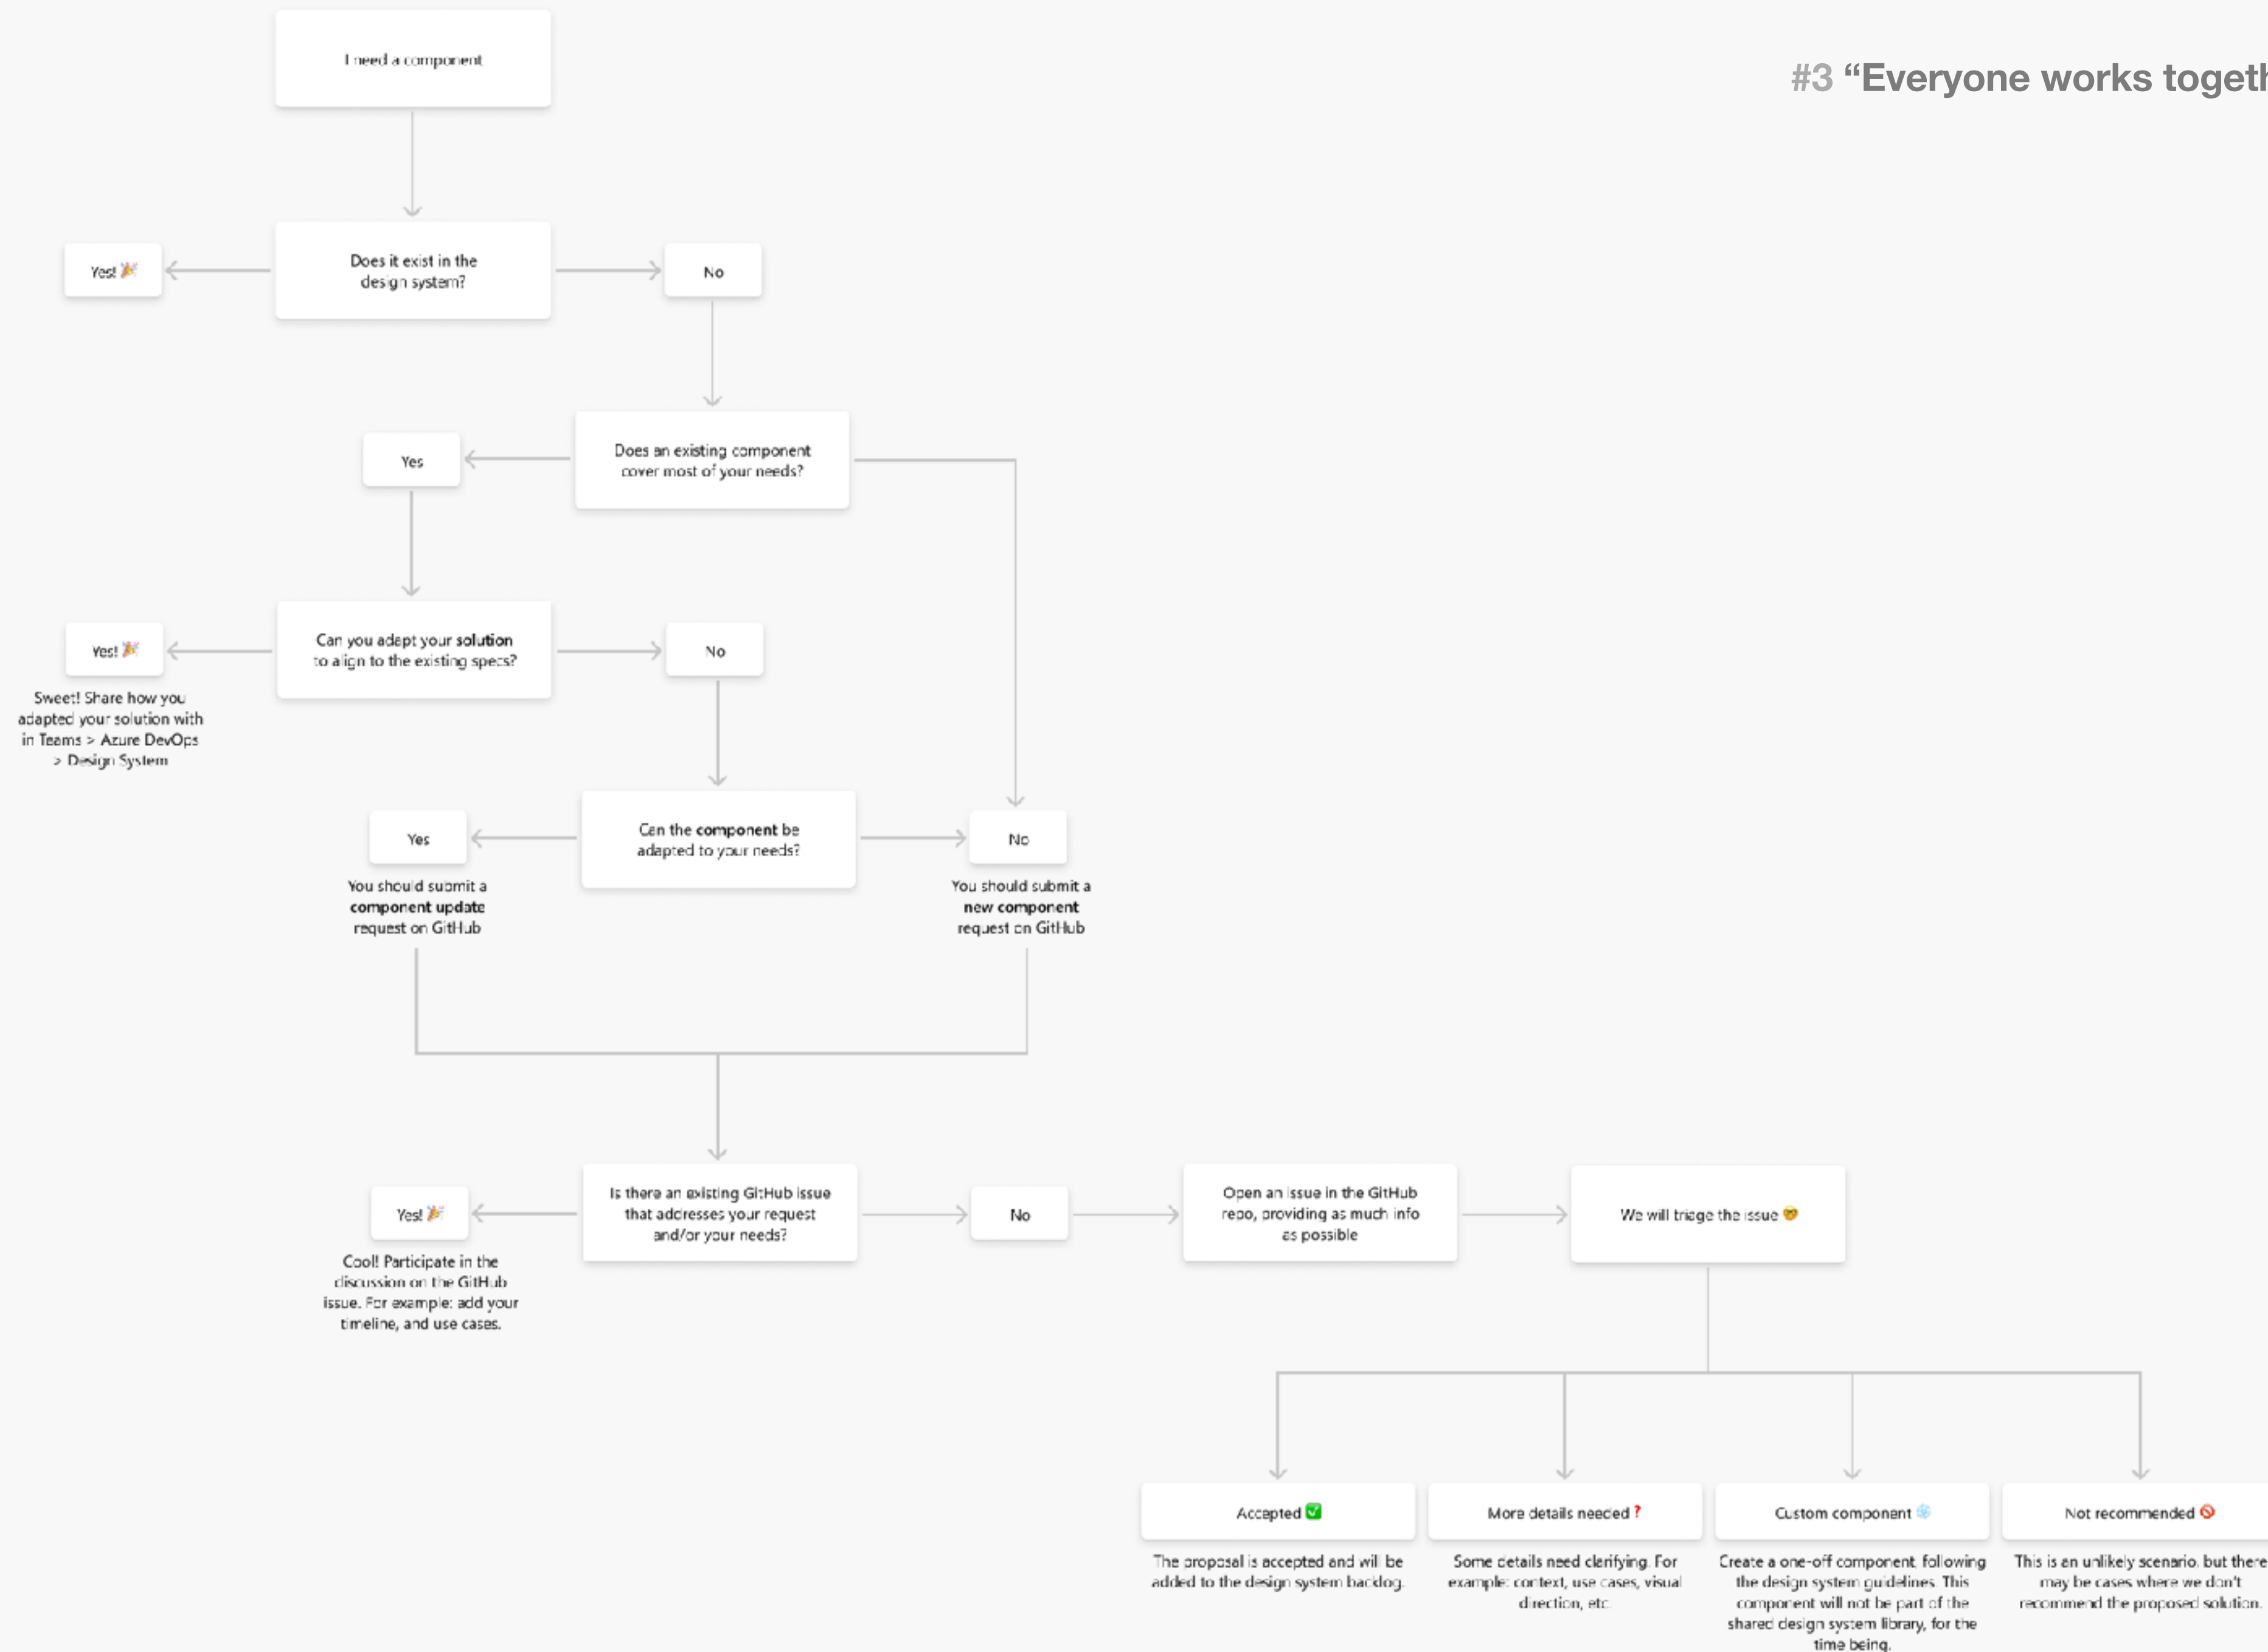 #3 “Everyone works togeth
I need a component
Does it exist in the
design system?
Yes! 🎉
No
Does an existing component
cover most of your needs?
Yes
Can you adapt your solution
to align to the existing specs?
Yes! 🎉
Sweet! Share how you
adapted your solution with
in Teams > Azure DevOps
> Design System
No
Can the component be
adapted to your needs?
Yes
You should submit a
component update
request on GitHub
No
You should submit a
new component
request on GitHub
Is there an existing GitHub issue
that addresses your request
and/or your needs?
Yes! 🎉
Cool! Participate in the
discussion on the GitHub
issue. For example: add your
timeline, and use cases.
No
Open an issue in the GitHub
repo, providing as much info
as possible
We will triage the issue 🤓
Accepted ✅
The proposal is accepted and will be
added to the design system backlog.
More details needed ❓
Some details need clarifying. For
example: context, use cases, visual
direction, etc.
Custom component ❄️
Create a one-off component, following
the design system guidelines. This
component will not be part of the
shared design system library, for the
time being.
Not recommended 🚫
This is an unlikely scenario, but there
may be cases where we don't
recommend the proposed solution.